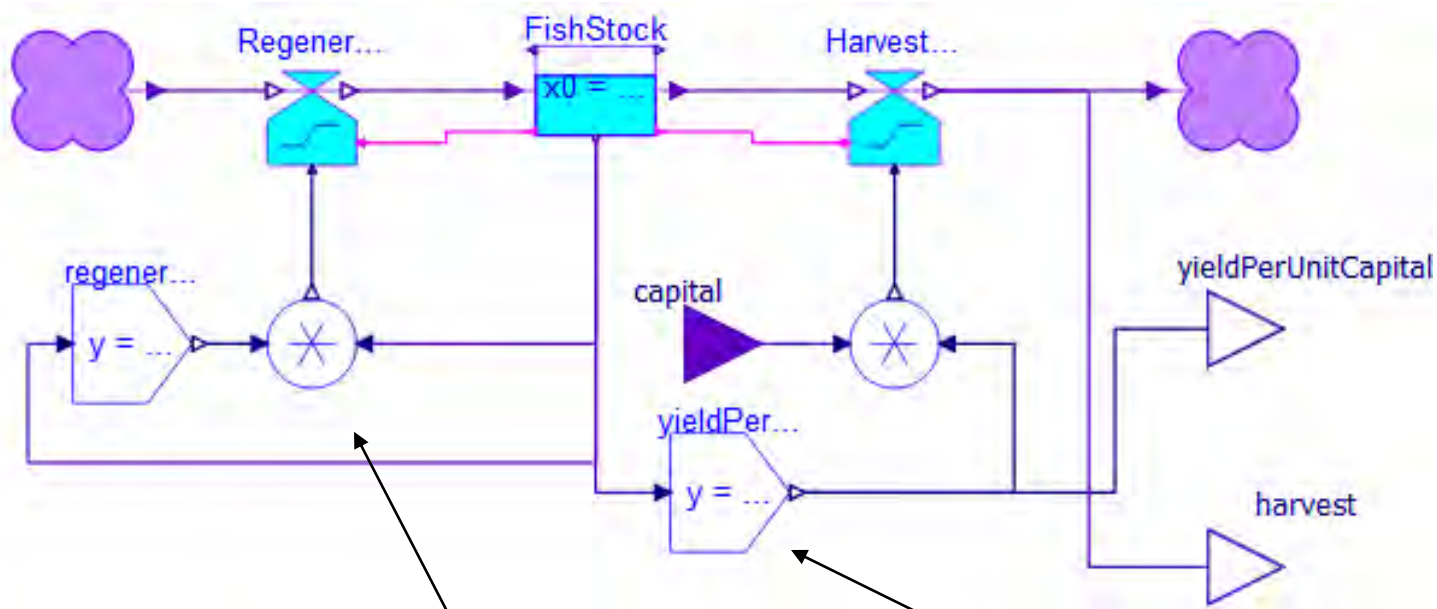 Regener...
FishStock
Harvest...
x0 = ...
regener...
capital
yieldPerUnitCapital
y = ...
yieldPer...
y = ...
harvest